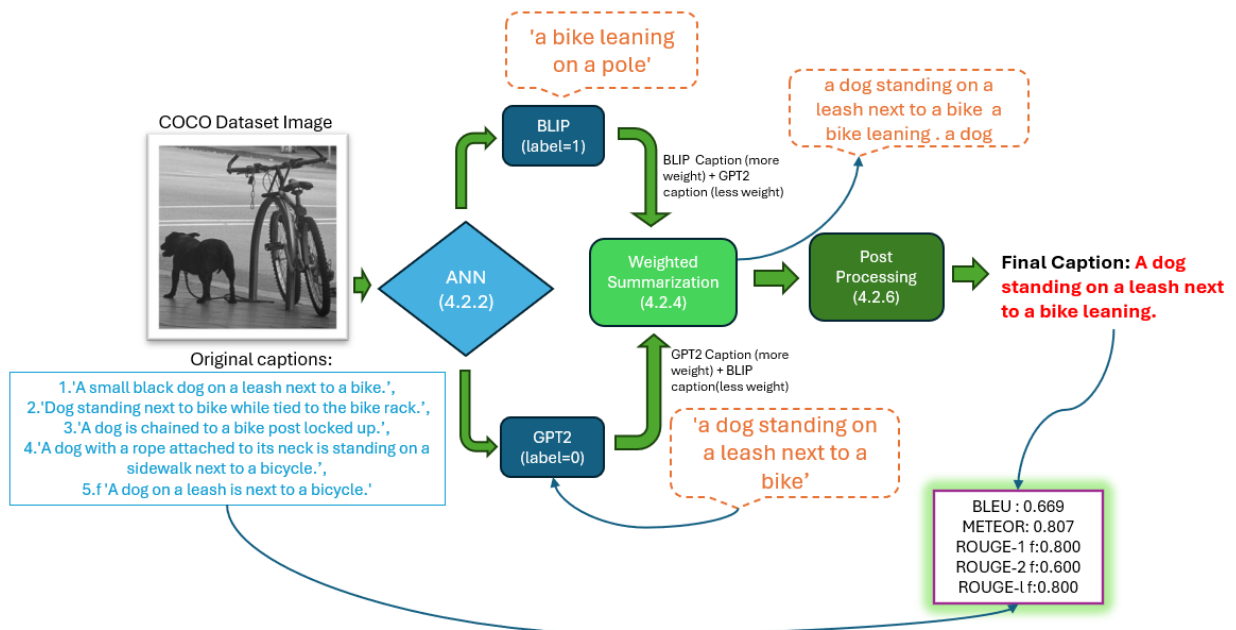 'a bike leaning
on a pole'
a dog standing on a
leash next to a bike a
bike leaning . a dog
COCO Dataset Image
BLIP
(label=1)
BLIP Caption (more
weight) + GPT2
caption (less weight)
ANN
(4.2.2)
Weighted
Summarization
(4.2.4)
Post
Processing
(4.2.6)
Final Caption: A dog
standing on a leash next
to a bike leaning.
Original captions:
1.'A small black dog on a leash next to a bike.’,
2.'Dog standing next to bike while tied to the bike rack.’,
3.'A dog is chained to a bike post locked up.’,
4.'A dog with a rope attached to its neck is standing on a
sidewalk next to a bicycle.’,
5.f 'A dog on a leash is next to a bicycle.'
GPT2 Caption (more
weight) + BLIP
caption(less weight)
GPT2
(label=0)
'a dog standing on
a leash next to a
bike’
BLEU : 0.669
METEOR: 0.807
ROUGE-1 f:0.800
ROUGE-2 f:0.600
ROUGE-l f:0.800